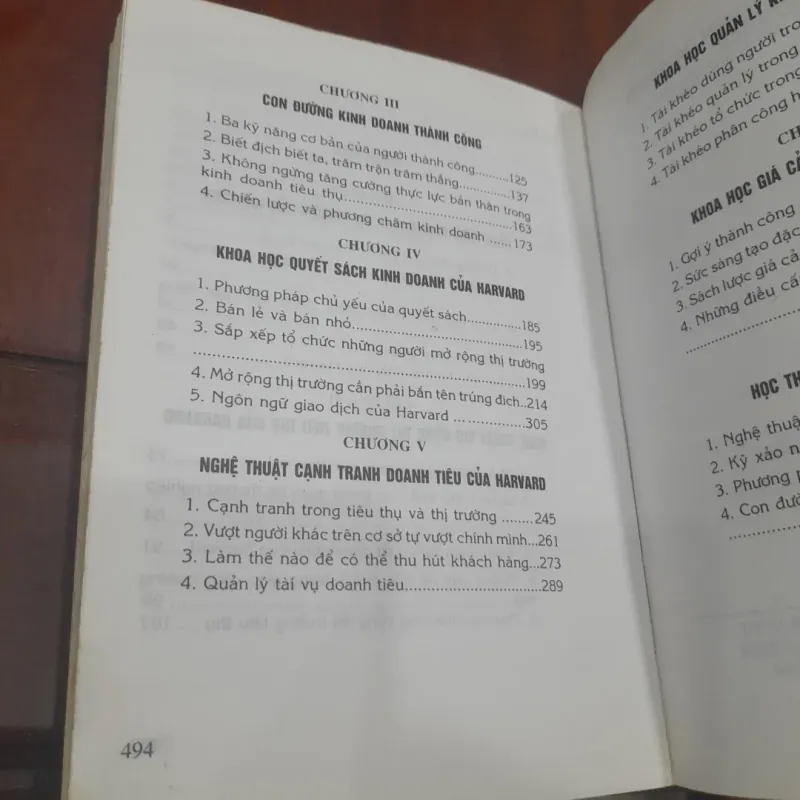 CHƯƠNG III
CON ĐƯỜNG KINH DOANH THÀNH CÔNG
1. Ba kỹ năng cơ bản của người thành công.........125
2. Biết địch biết ta, trăm trận trăm thắng..............137
3. Không ngừng tăng cường thực lực bản thân trong
kinh doanh tiêu thụ..................................163
4. Chiến lược và phương châm kinh doanh ......173
CHƯƠNG IV
KHOA HỌC QUYẾT SÁCH KINH DOANH CỦA HARVARD
1. Phương pháp chủ yếu của quyết sách...............185
2. Bán lẻ và bán nhỏ..................................195
3. Sắp xếp tổ chức những người mở rộng thị trường
..........................................................199
4. Mở rộng thị trường cần phải bắn tên trúng đích..214
5. Ngôn ngữ giao dịch của Harvard .................305
CHƯƠNG V
NGHỆ THUẬT CẠNH TRANH DOANH TIÊU CỦA HARVARD
1. Cạnh tranh trong tiêu thụ và thị trường ........245
2. Vượt người khác trên cơ sở tự vượt chính mình...261
3. Làm thế nào để có thể thu hút khách hàng...273
4. Quản lý tài vụ doanh tiêu.........................289
494
KHOA HỌC QUẢN LÝ
1. Tài khéo dùng người
2. Tài khéo quản lý trong
3. Tài khéo tổ chức trong
4. Tài khéo phân công
KHOA HỌC GIÁ
1. Gợi ý thành công
2. Sức sáng tạo đặc
3. Sách lược giá cả
4. Những điều
HỌC
1. Nghệ thuật
2. Kỹ xảo
3. Phương
4. Con